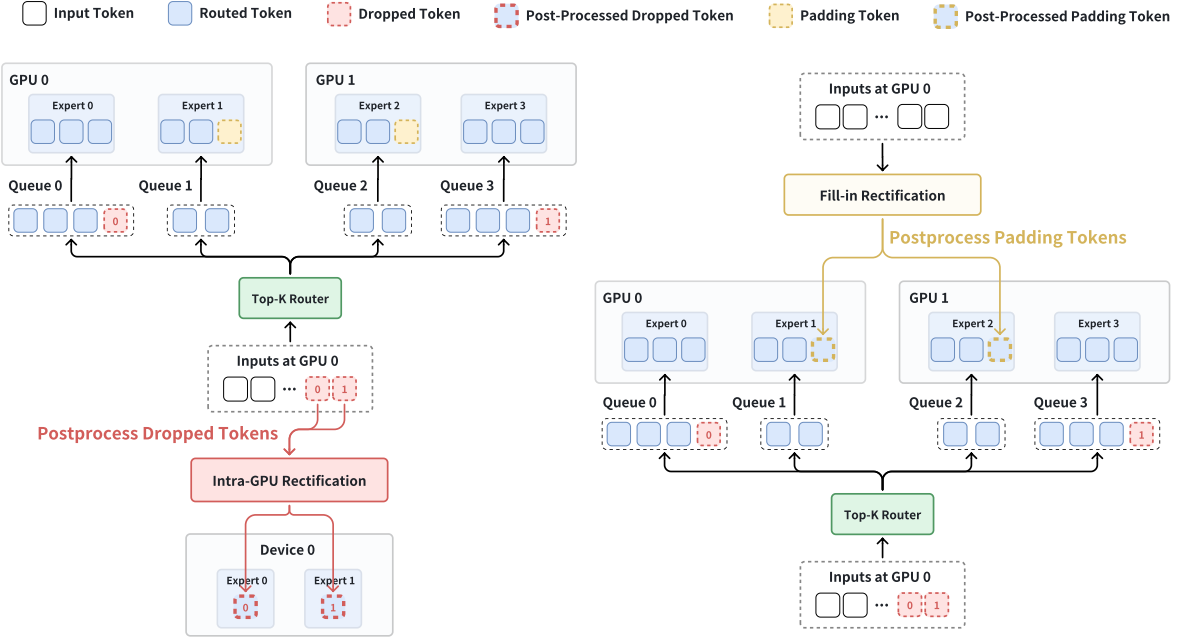 Input Token
Routed Token
Dropped Token
Post-Processed Dropped Token
Padding Token
Post-Processed Padding Token
GPU 0
Expert 0
Expert 1
GPU 1
Expert 2
Expert 3
Queue 0
Queue 1
Queue 2
Queue 3
0
1
Top-K Router
Inputs at GPU 0
...
0
1
Postprocess Dropped Tokens
Intra-GPU Rectification
Device 0
Expert 0
Expert 1
0
1
Inputs at GPU 0
...
Fill-in Rectification
Postprocess Padding Tokens
GPU 0
Expert 0
Expert 1
GPU 1
Expert 2
Expert 3
Queue 0
Queue 1
Queue 2
Queue 3
0
1
Top-K Router
Inputs at GPU 0
...
0
1